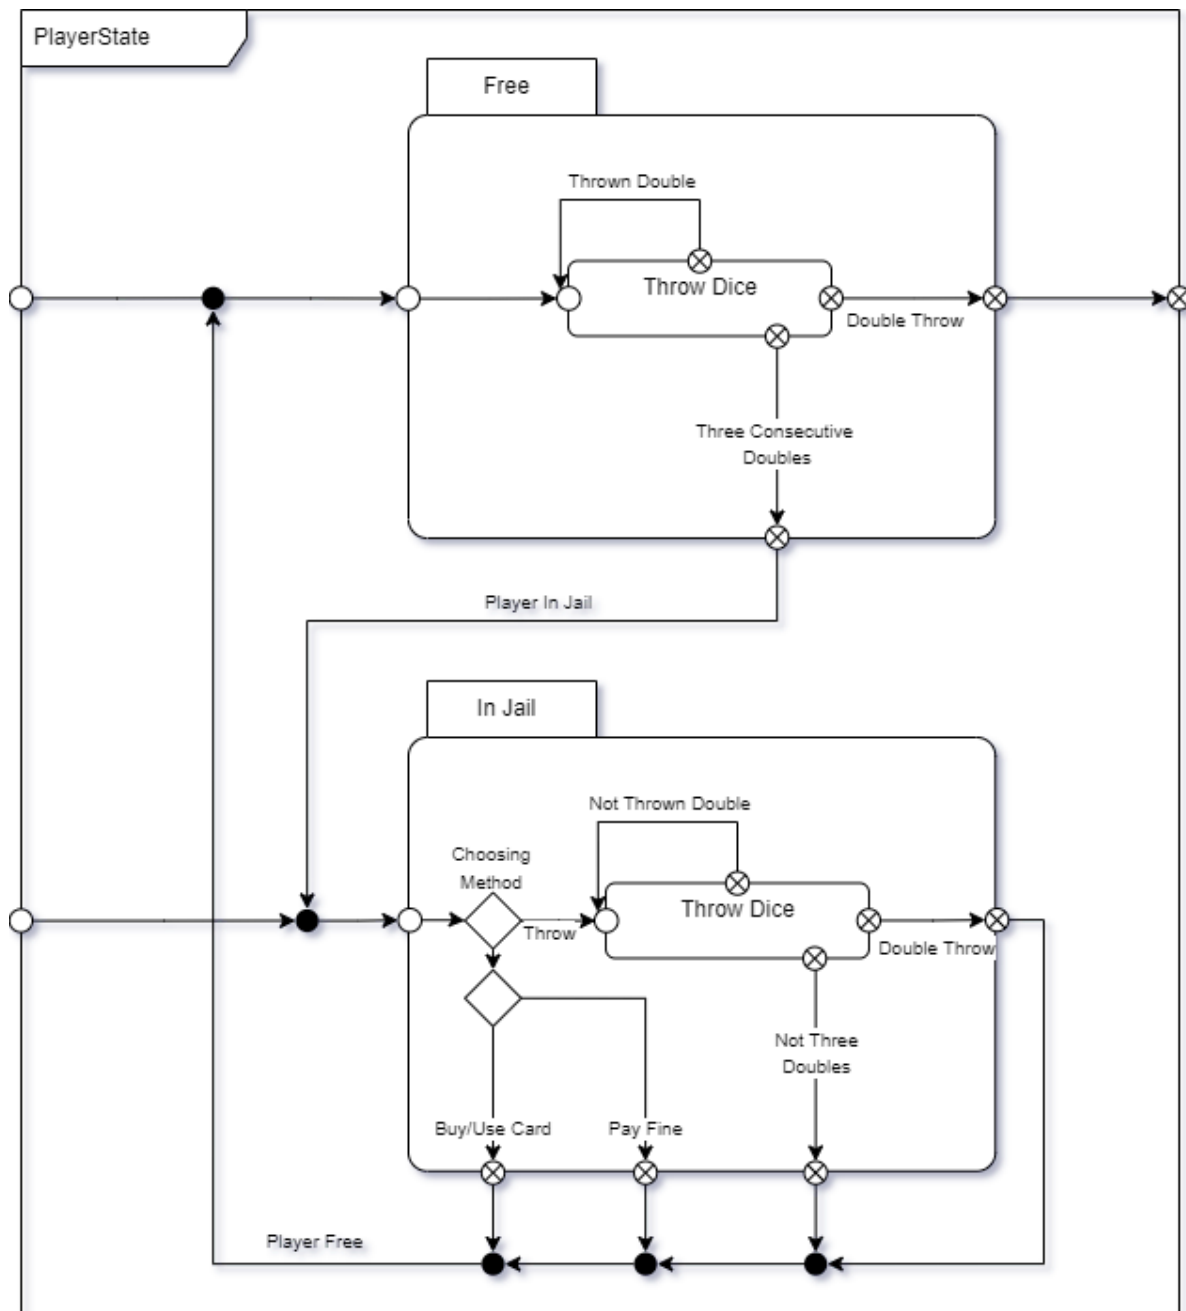 PlayerState
Free
Thrown Double
Throw Dice
Double Throw
Three Consecutive
Doubles
Player In Jail
In Jail
Not Thrown Double
Choosing
Method
Throw Dice
Throw
Double Throw
Not Three
Doubles
Buy/Use Card
Pay Fine
Player Free